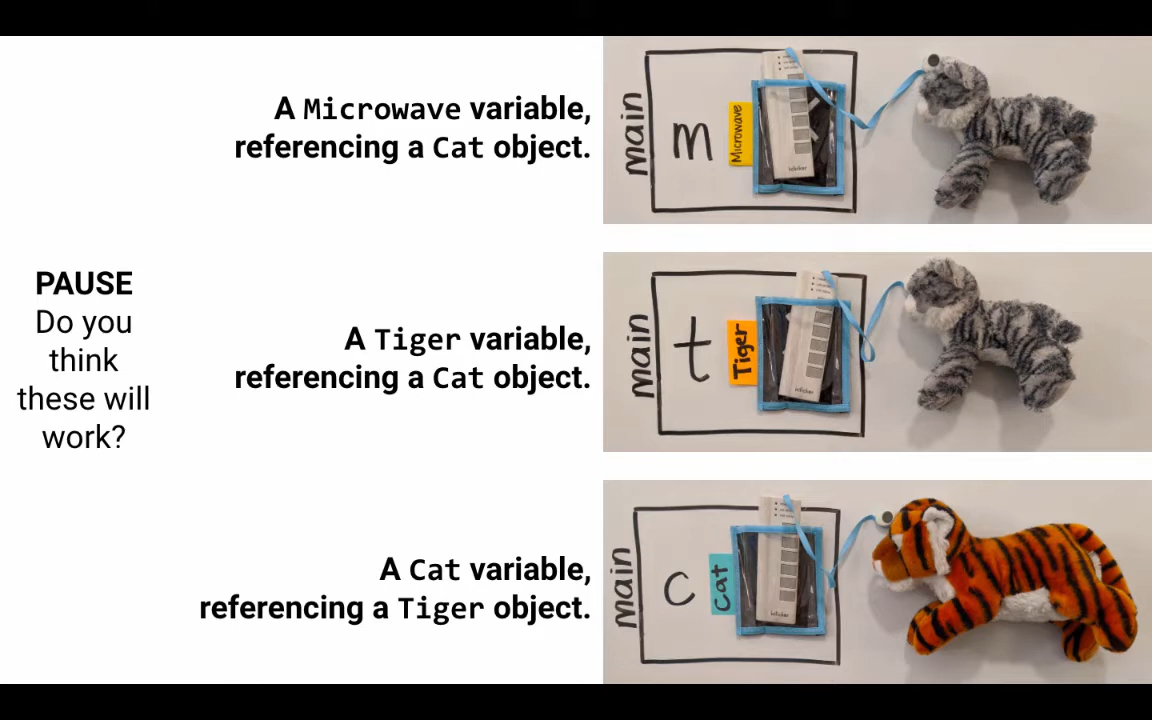 A Microwave variable,
referencing a Cat object.
main
m
Microwave
PAUSE
Do you
think
these will
work?
A Tiger variable,
referencing a Cat object.
main
t
Tiger
A Cat variable,
referencing a Tiger object.
main
c
Cat